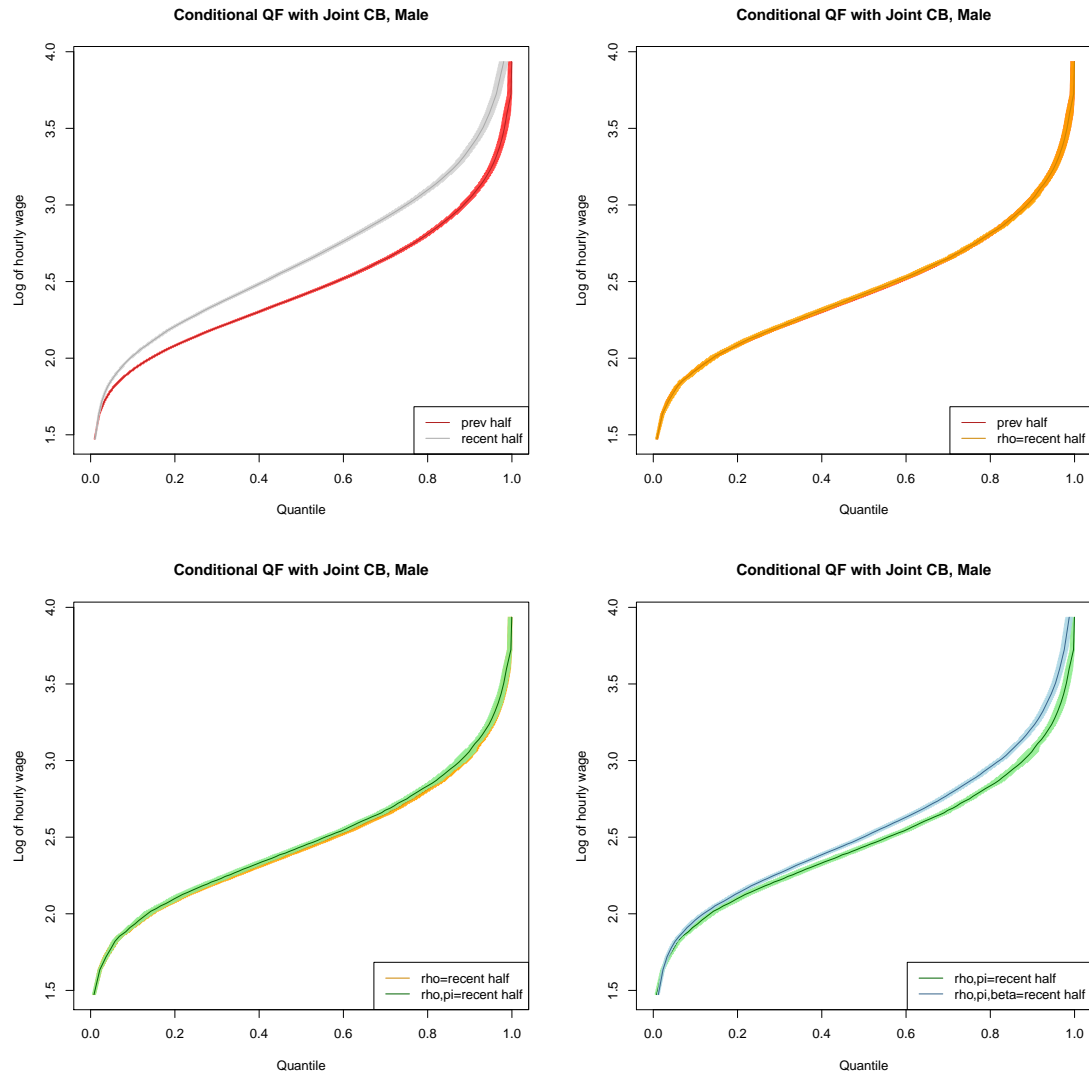 Conditional QF with Joint CB, Male
Log of hourly wage
4.0
3.5
3.0
2.5
2.0
1.5
prev half
recent half
0.0 0.2 0.4 0.6 0.8 1.0
Quantile
Conditional QF with Joint CB, Male
Log of hourly wage
4.0
3.5
3.0
2.5
2.0
1.5
prev half
rho=recent half
0.0 0.2 0.4 0.6 0.8 1.0
Quantile
Conditional QF with Joint CB, Male
Log of hourly wage
4.0
3.5
3.0
2.5
2.0
1.5
rho=recent half
rho,pi=recent half
0.0 0.2 0.4 0.6 0.8 1.0
Quantile
Conditional QF with Joint CB, Male
Log of hourly wage
4.0
3.5
3.0
2.5
2.0
1.5
rho,pi=recent half
rho,pi,beta=recent half
0.0 0.2 0.4 0.6 0.8 1.0
Quantile